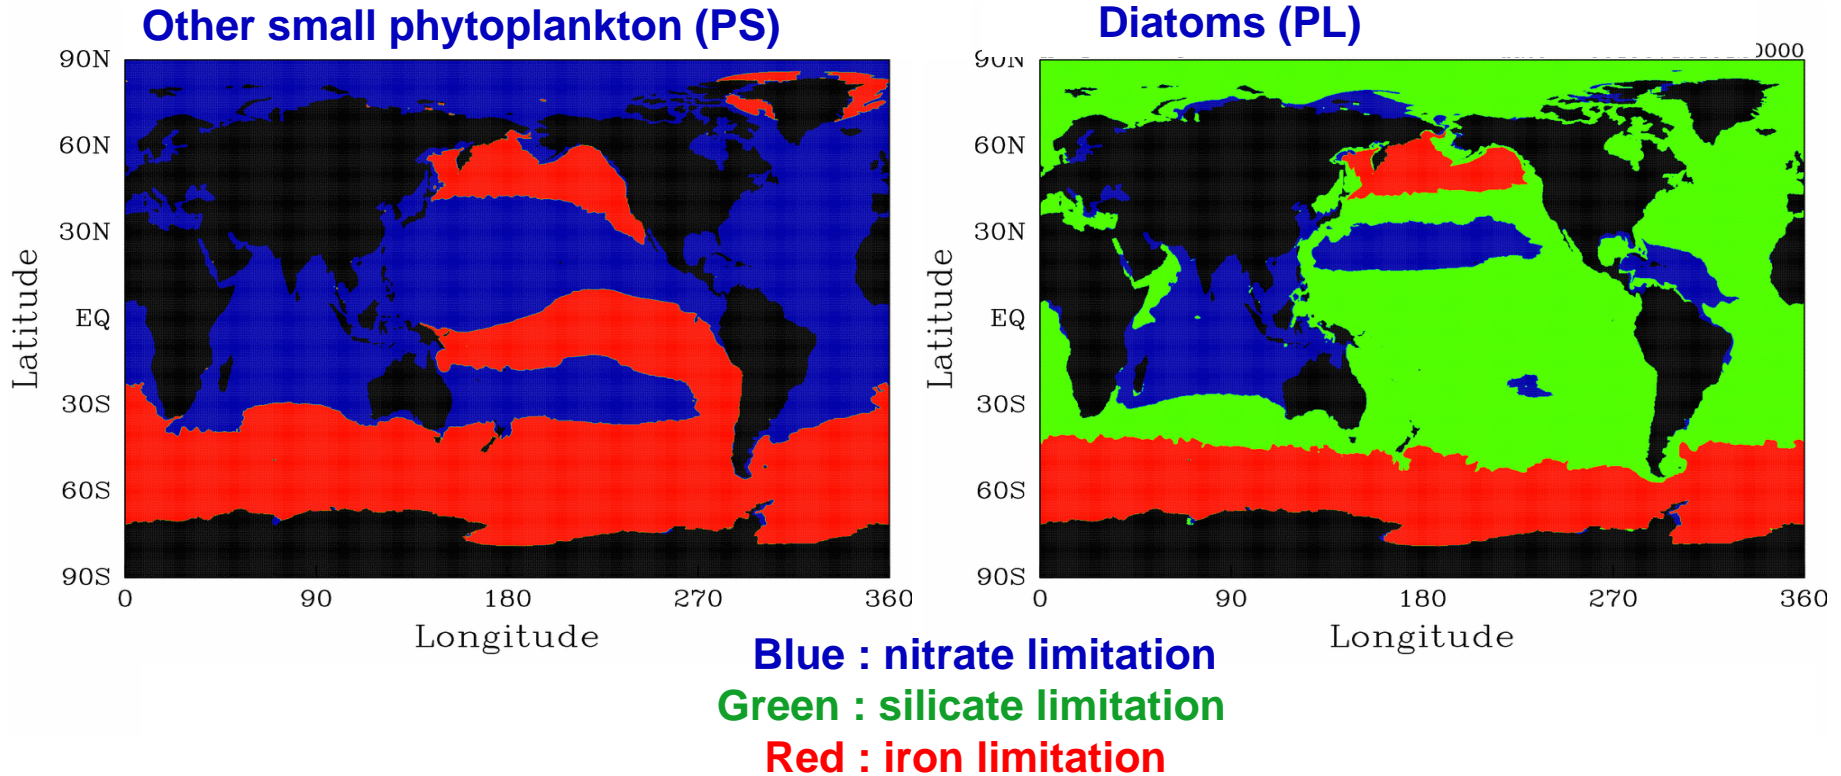 Other small phytoplankton (PS)
Diatoms (PL)
90N
60N
30N
EQ
30S
60S
90S
Latitude
0 90 180 270 360
Longitude
0000
90N
60N
30N
EQ
30S
60S
90S
Latitude
0 90 180 270 360
Longitude
Blue : nitrate limitation
Green : silicate limitation
Red : iron limitation